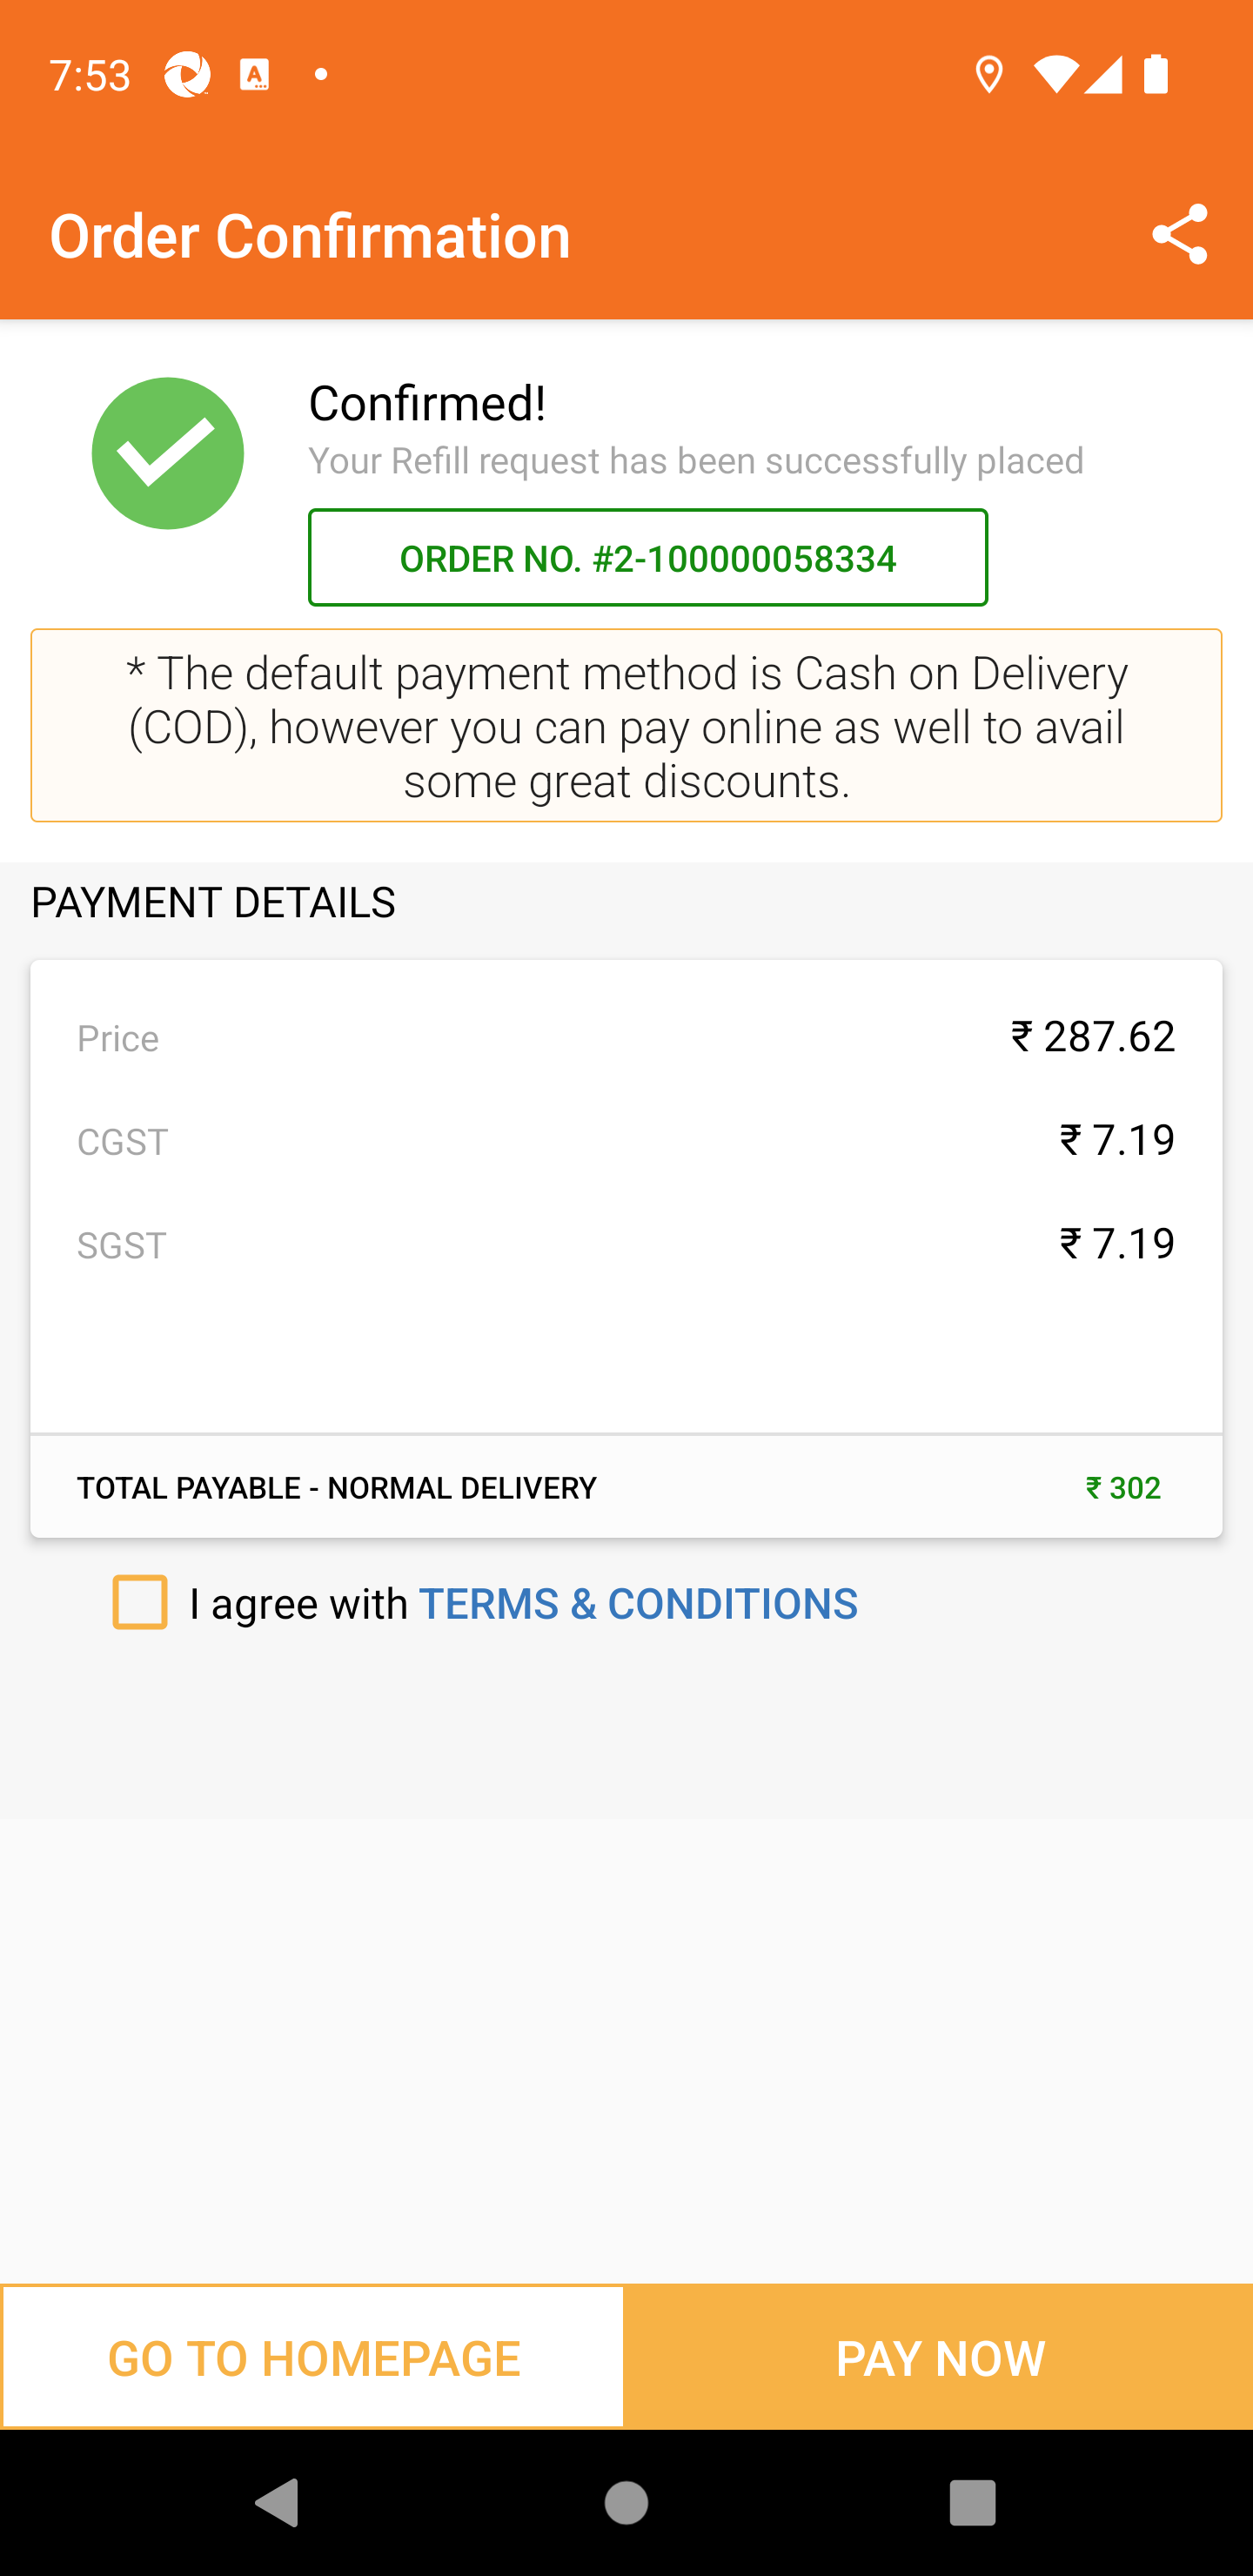 7:53
Order Confirmation
Confirmed!
Your Refill request has been successfully placed
ORDER NO. #2-100000058334
* The default payment method is Cash on Delivery
(COD), however you can pay online as well to avail
some great discounts.
PAYMENT DETAILS
Price ₹ 287.62
CGST ₹ 7.19
SGST ₹ 7.19
TOTAL PAYABLE - NORMAL DELIVERY ₹ 302
I agree with TERMS & CONDITIONS
GO TO HOMEPAGE PAY NOW